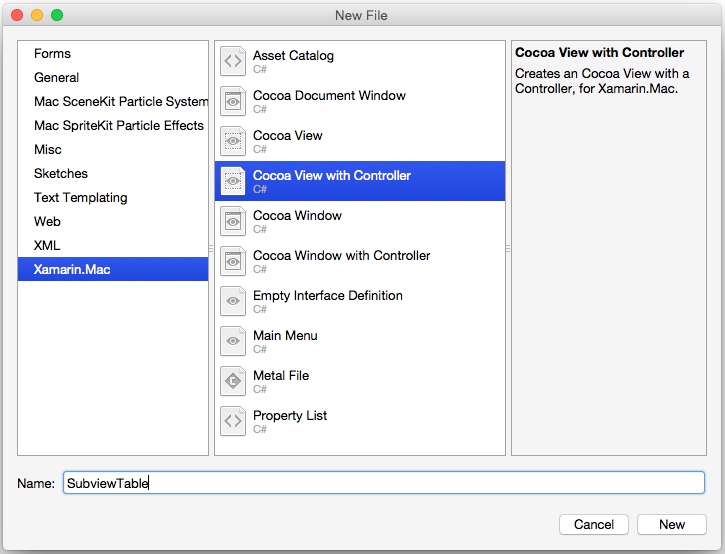 New File
Forms
General
Mac SceneKit Particle System
Mac SpriteKit Particle Effects
Misc
Sketches
Text Templating
Web
XML
Xamarin.Mac
Asset Catalog
C#
Cocoa Document Window
C#
Cocoa View
C#
Cocoa View with Controller
C#
Cocoa Window
C#
Cocoa Window with Controller
C#
Empty Interface Definition
C#
Main Menu
C#
Metal File
C#
Property List
C#
Cocoa View with Controller
Creates an Cocoa View with a
Controller, for Xamarin.Mac.
Name: SubviewTable
Cancel New